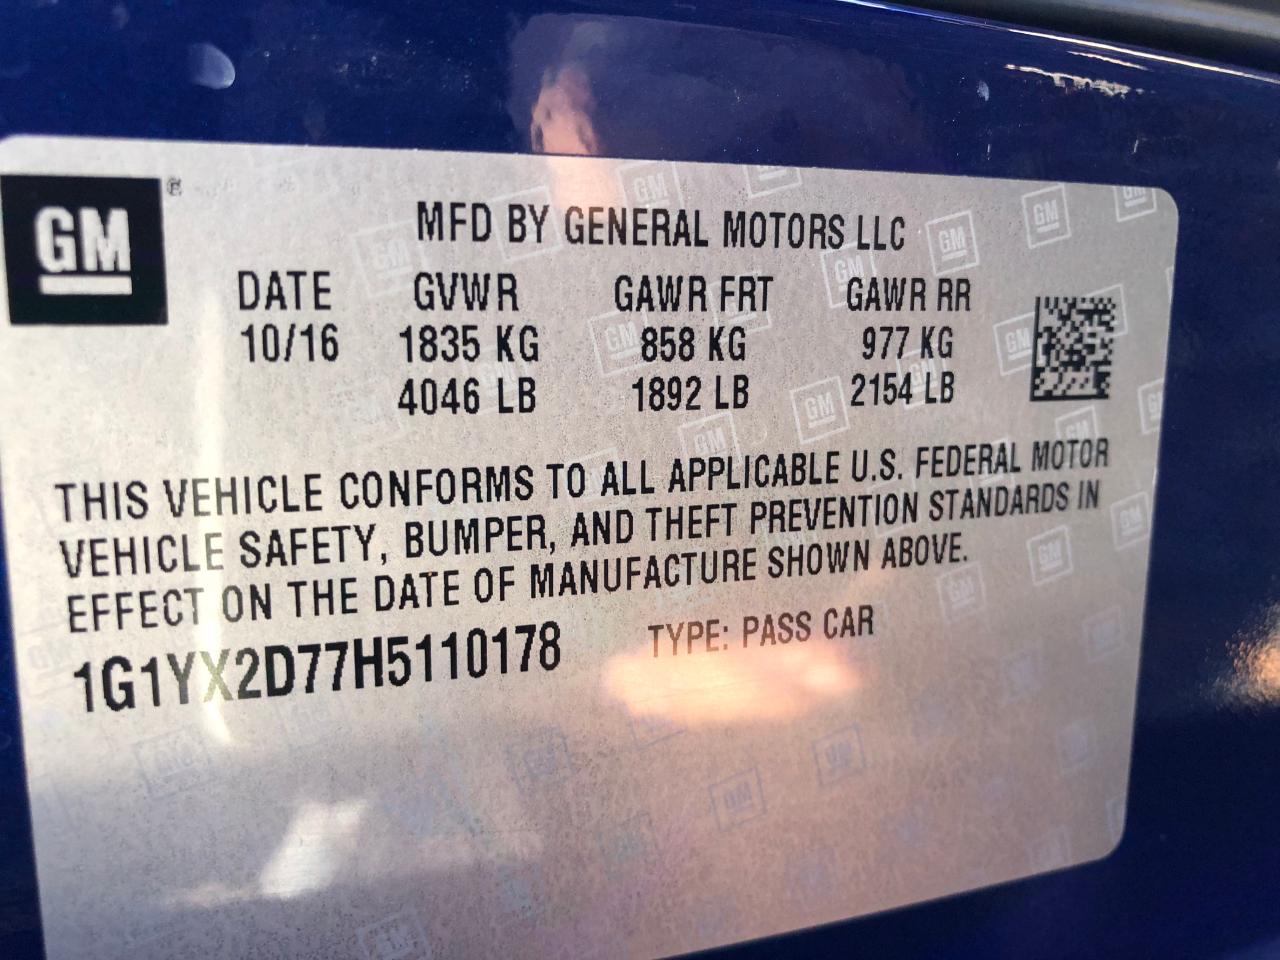 GM ®
MFD BY GENERAL MOTORS LLC
DATE GVWR GAWR FRT GAWR RR
10/16 1835 KG 858 KG 977 KG
4046 LB 1892 LB 2154 LB
THIS VEHICLE CONFORMS TO ALL APPLICABLE U.S. FEDERAL MOTOR
VEHICLE SAFETY, BUMPER, AND THEFT PREVENTION STANDARDS IN
EFFECT ON THE DATE OF MANUFACTURE SHOWN ABOVE.
1G1YX2D77H5110178 TYPE: PASS CAR